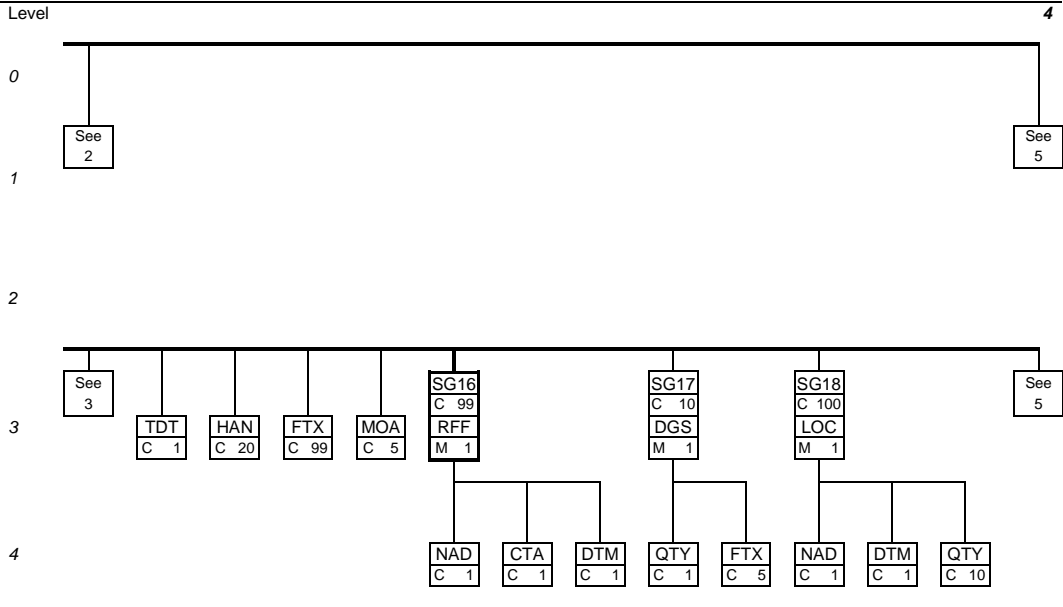 Level 4
0
See See
2 5
1
2
See SG16 SG17 SG18 See
3 C 99 C 10 C 100 5
3 TDT HAN FTX MOA RFF DGS LOC
C 1 C 20 C 99 C 5 M 1 M 1 M 1
4 NAD CTA DTM QTY FTX NAD DTM QTY
C 1 C 1 C 1 C 1 C 5 C 1 C 1 C 10